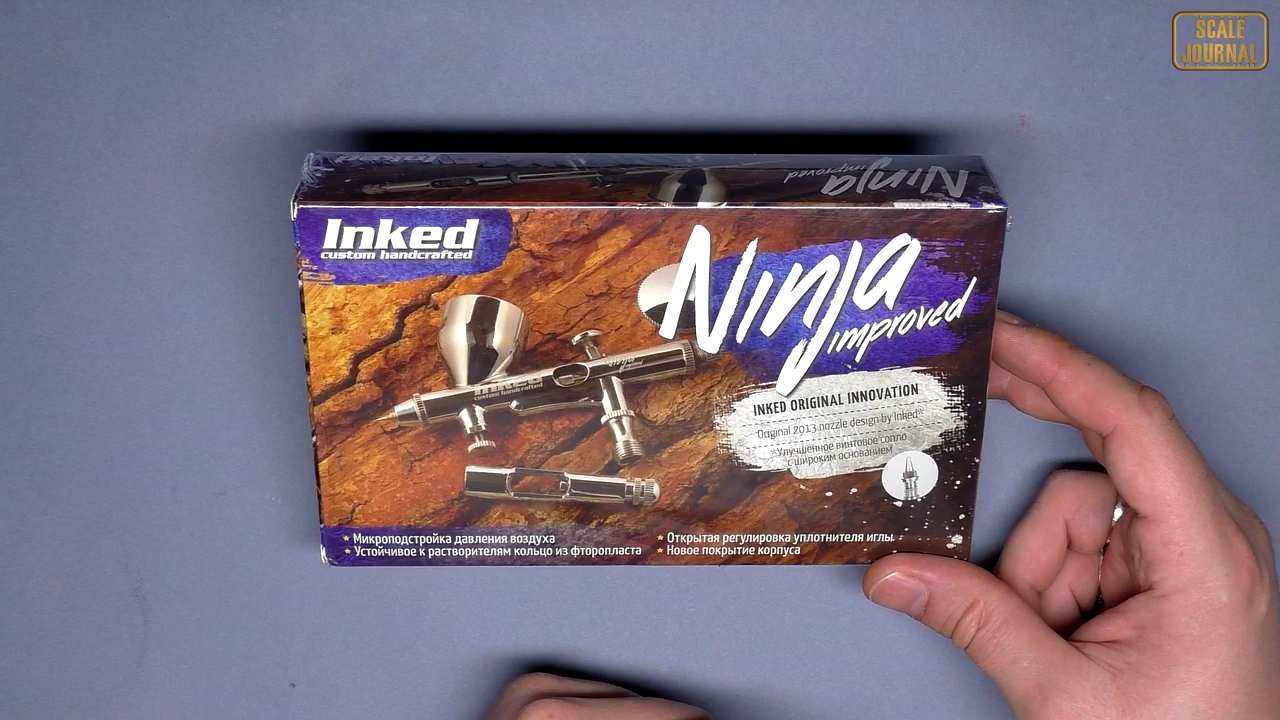 SCALE
JOURNAL
Inked
Ninja
improved
Inked
custom handcrafted
Ninja
improved
Inked
custom handcrafted
Ninja
INKED ORIGINAL INNOVATION
Original 2013 nozzle design by Inked*
*Улучшенное винтовое сопло
с широким основанием
★ Микроподстройка давления воздуха
★ Устойчивое к растворителям кольцо из фторопласта
★ Открытая регулировка уплотнителя иглы
★ Новое покрытие корпуса